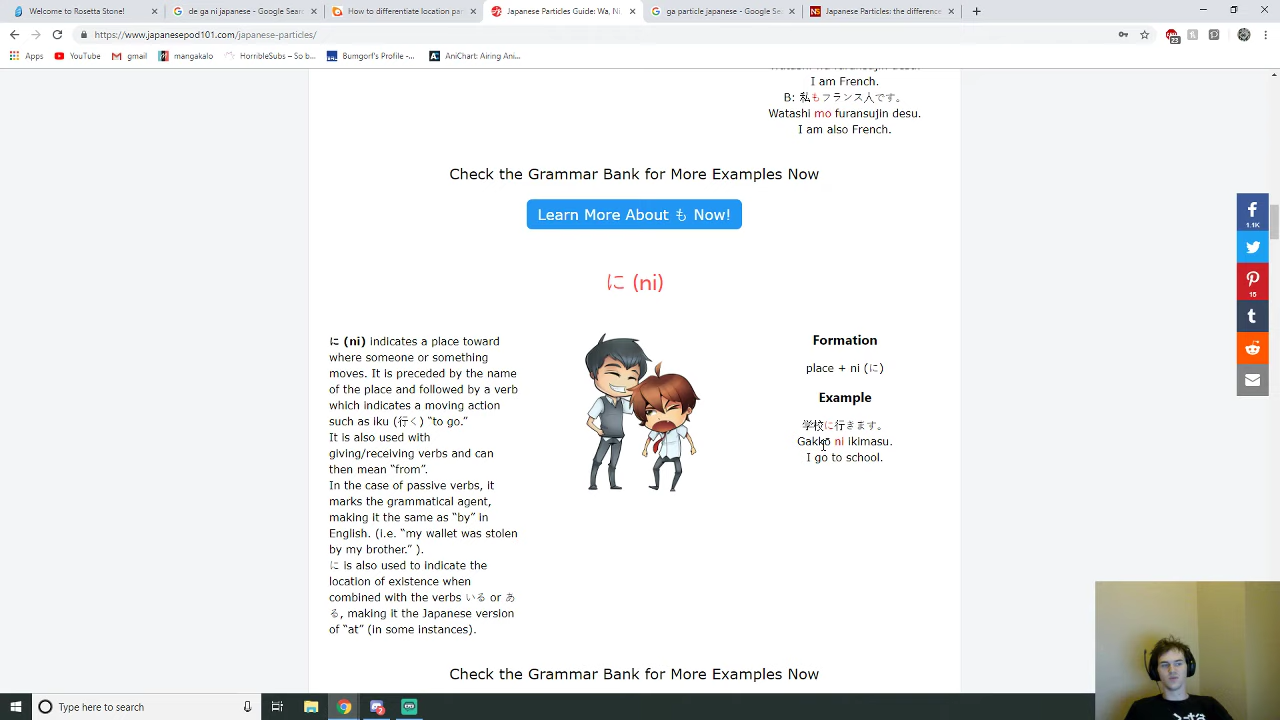 Welcome to Rosetta Stone!
de ga ni japanese - Google Sear
How to differentiate location par
Japanese Particles Guide: Wa, Ni,
ga particle japanese - Google Sea
Japanese Particles: the difference
https://www.japanesepod101.com/japanese-particles/
23
Apps
YouTube
gmail
mangakalo
HorribleSubs – So b...
Bumgorf's Profile -...
AniChart: Airing Ani...
I am French.
B: 私もフランス人です。
Watashi mo furansujin desu.
I am also French.
Check the Grammar Bank for More Examples Now
Learn More About も Now!
1.1K
15
に (ni)
に (ni) indicates a place toward
where someone or something
moves. It is preceded by the name
of the place and followed by a verb
which indicates a moving action
such as iku (行く) “to go.”
It is also used with
giving/receiving verbs and can
then mean “from”.
In the case of passive verbs, it
marks the grammatical agent,
making it the same as “by” in
English. (i.e. “my wallet was stolen
by my brother.” ).
に is also used to indicate the
location of existence when
combined with the verbs いる or あ
る, making it the Japanese version
of “at” (in some instances).
Formation
place + ni (に)
Example
学校に行きます。
Gakkō ni ikimasu.
I go to school.
Check the Grammar Bank for More Examples Now
Type here to search